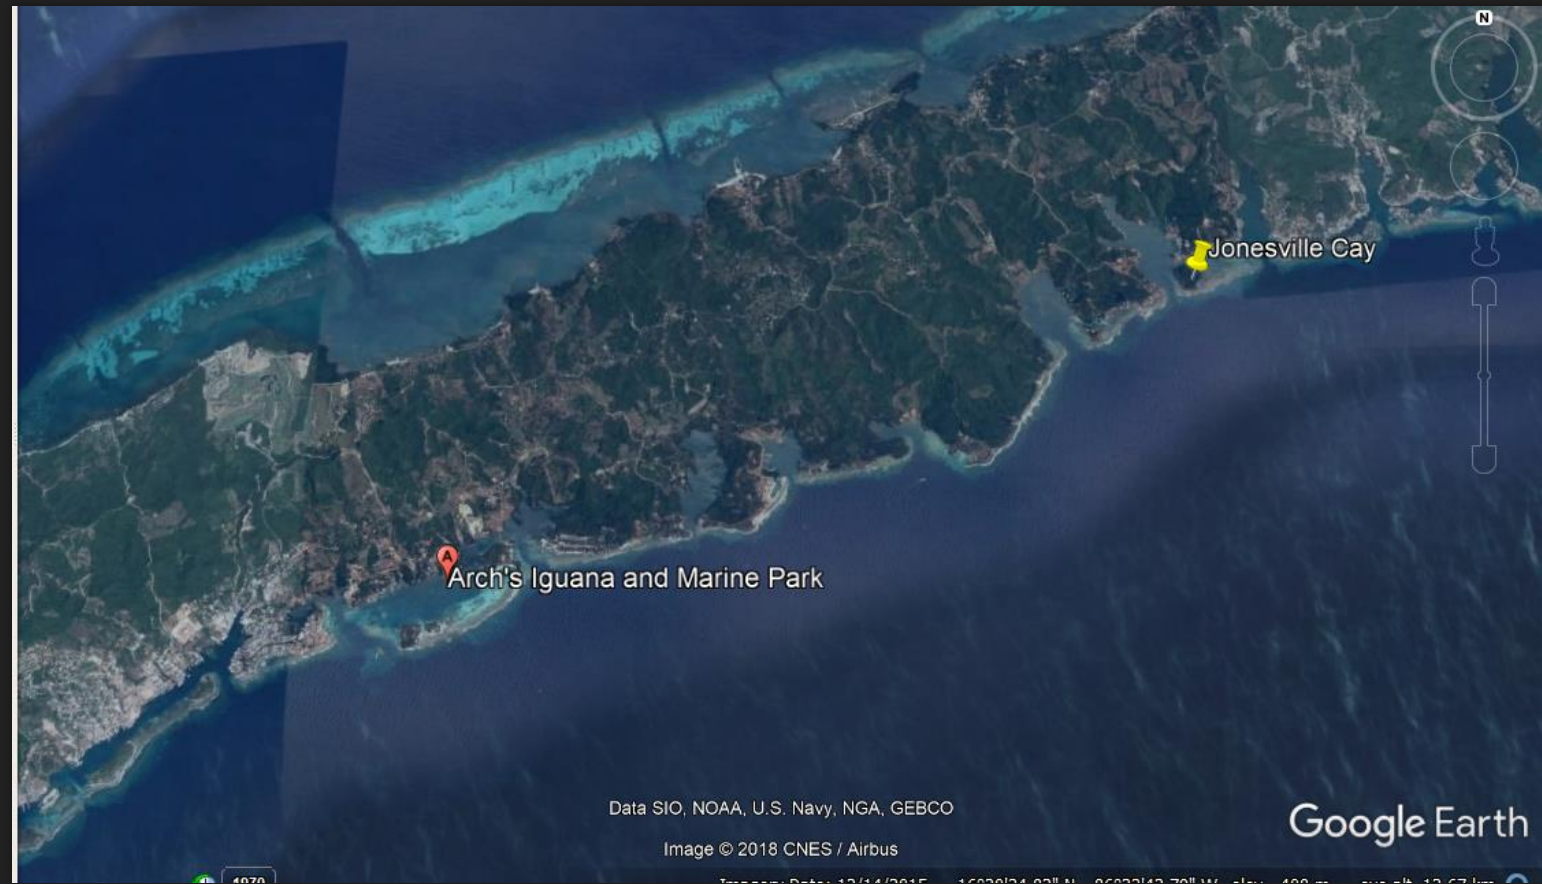 N
Jonesville Cay
A
Arch's Iguana and Marine Park
Data SIO, NOAA, U.S. Navy, NGA, GEBCO
Image © 2018 CNES / Airbus
Google Earth
1970